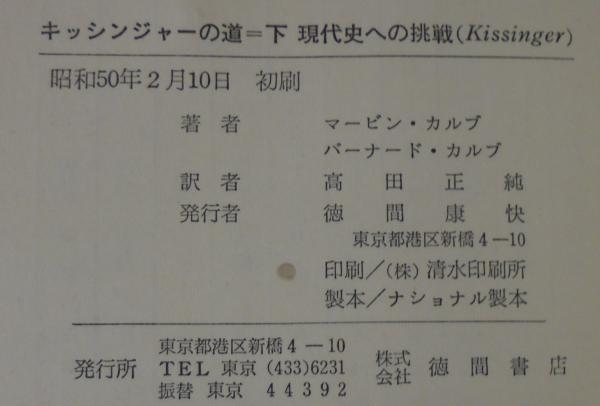 キッシンジャーの道=下 現代史への挑戦(Kissinger)
昭和50年2月10日 初刷
著者 マービン・カルブ
バーナード・カルブ
訳者 高田正純
発行者 徳間康快
東京都港区新橋4-10
印刷/(株)清水印刷所
製本/ナショナル製本
発行所 東京都港区新橋4-10
TEL 東京 (433)6231
振替 東京 44392
株式会社 徳間書店